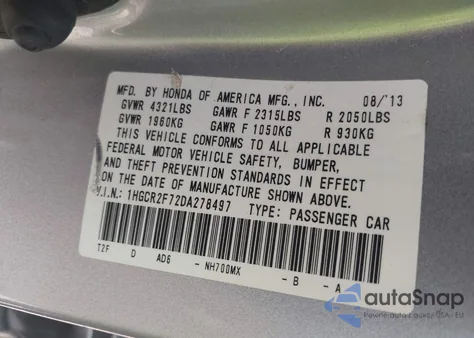 MFD. BY HONDA OF AMERICA MFG., INC. 08/'13
GVWR 4321LBS GAWR F 2315LBS R 2050LBS
GVWR 1960KG GAWR F 1050KG R 930KG
THIS VEHICLE CONFORMS TO ALL APPLICABLE
FEDERAL MOTOR VEHICLE SAFETY, BUMPER,
AND THEFT PREVENTION STANDARDS IN EFFECT
ON THE DATE OF MANUFACTURE SHOWN ABOVE.
V.I.N.: 1HGCR2F72DA278497 TYPE: PASSENGER CAR
T2F D AD6 - NH700MX - B - A
autoSnap